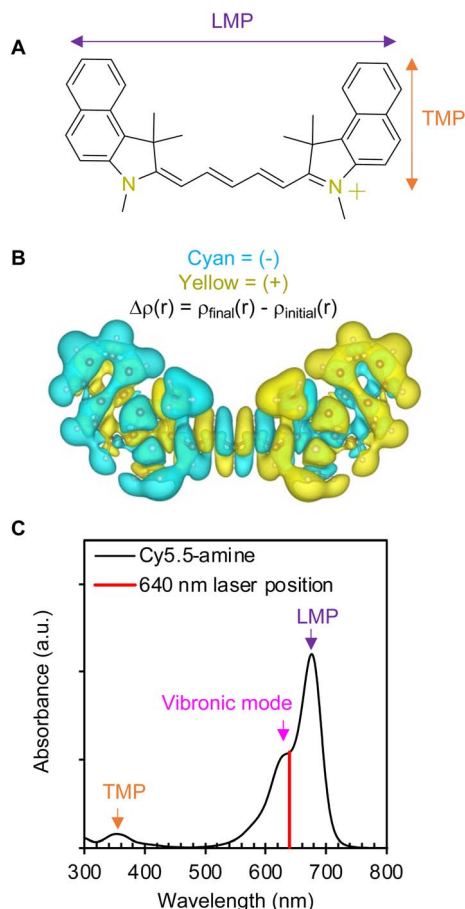 LMP
A
TMP
N
N
+
B
Cyan = (-)
Yellow = (+)
Δρ(r) = ρfinal(r) - ρinitial(r)
C
Cy5.5-amine
640 nm laser position
LMP
Vibronic mode
TMP
Absorbance (a.u.)
300 400 500 600 700 800
Wavelength (nm)